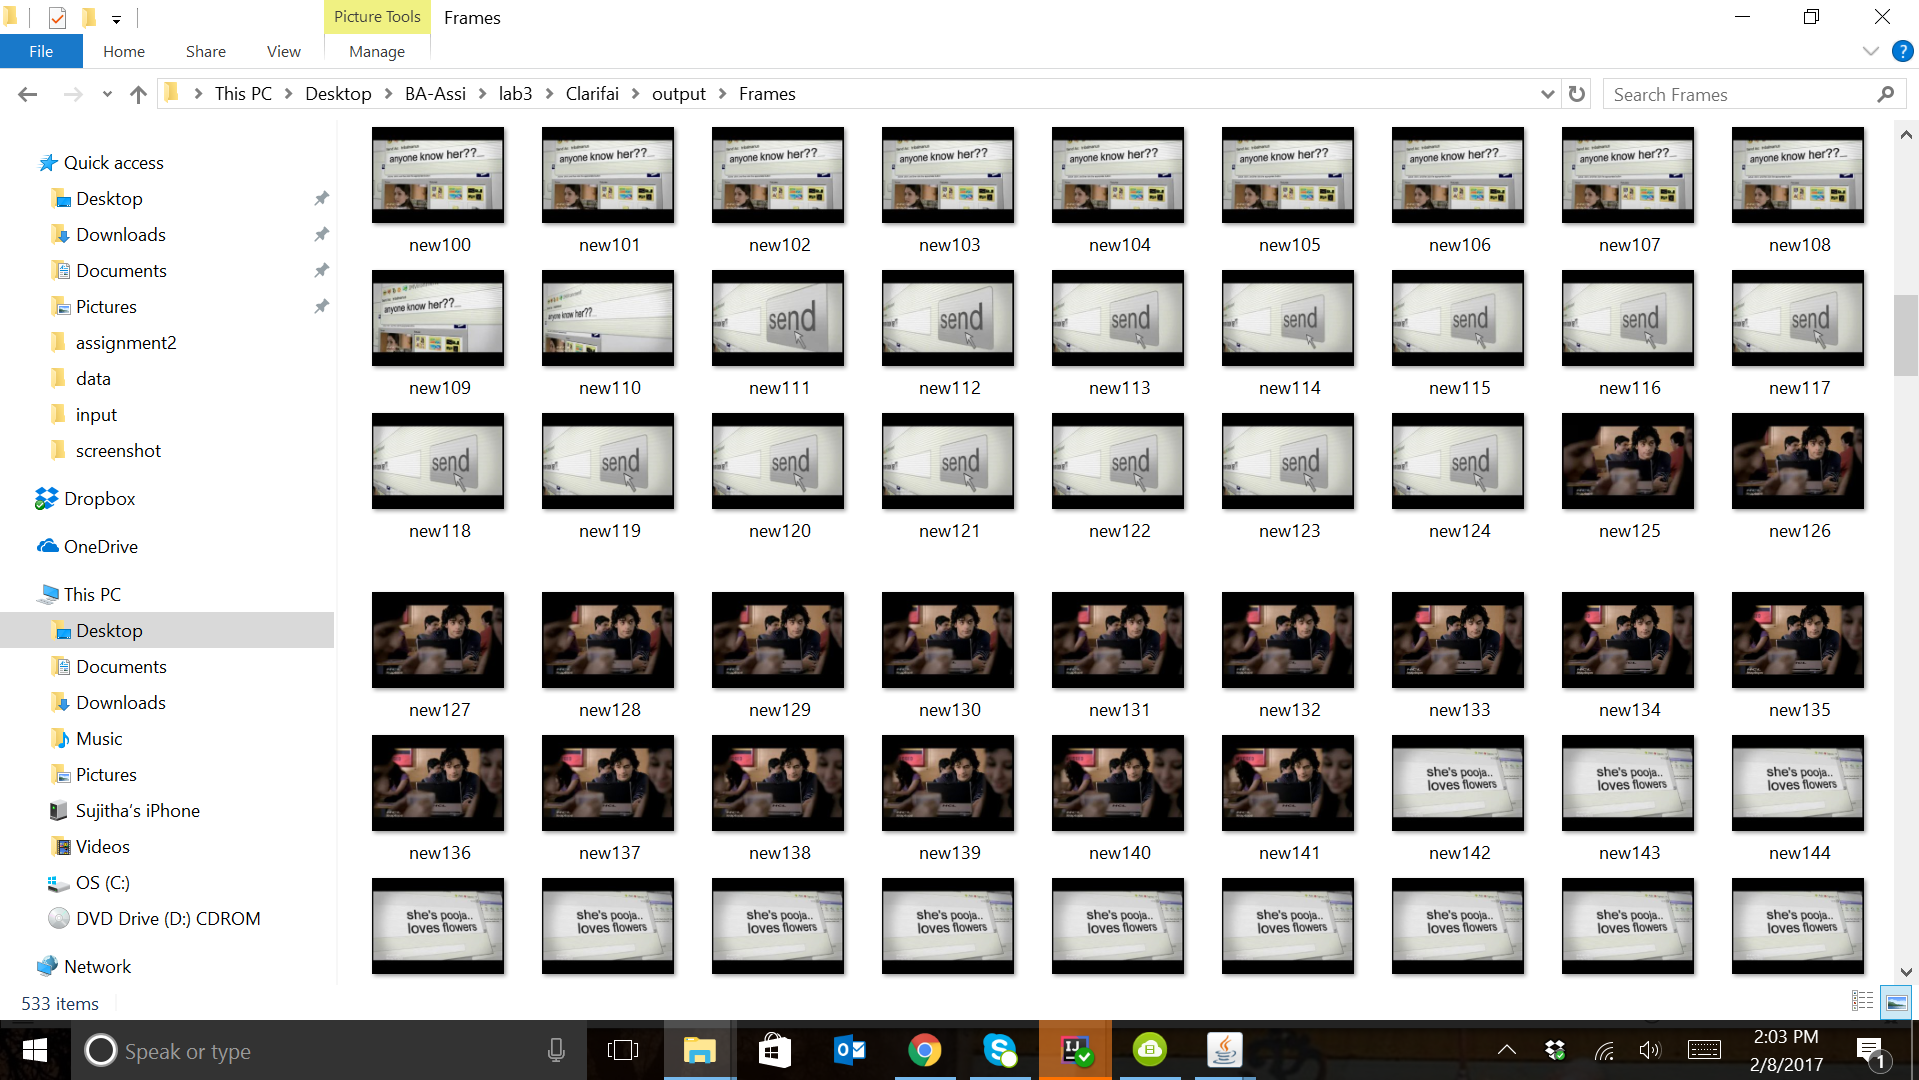 Picture Tools Frames
File Home Share View Manage
This PC Desktop BA-Assi lab3 Clarifai output Frames Search Frames
Quick access
Desktop
Downloads
Documents
Pictures
assignment2
data
input
screenshot
Dropbox
OneDrive
This PC
Desktop
Documents
Downloads
Music
Pictures
Sujitha's iPhone
Videos
OS (C:)
DVD Drive (D:) CDROM
Network
anyone know her??... anyone know her??... anyone know her??... anyone know her??... anyone know her??... anyone know her??... anyone know her??... anyone know her??... anyone know her??...
new100 new101 new102 new103 new104 new105 new106 new107 new108
anyone know her??... anyone know her??... send send send send send send send
new109 new110 new111 new112 new113 new114 new115 new116 new117
send send send send send send send
new118 new119 new120 new121 new122 new123 new124 new125 new126
new127 new128 new129 new130 new131 new132 new133 new134 new135
she's pooja.. she's pooja.. she's pooja..
loves flowers loves flowers loves flowers
new136 new137 new138 new139 new140 new141 new142 new143 new144
she's pooja.. she's pooja.. she's pooja.. she's pooja.. she's pooja.. she's pooja.. she's pooja.. she's pooja.. she's pooja..
loves flowers loves flowers loves flowers loves flowers loves flowers loves flowers loves flowers loves flowers loves flowers
533 items
Speak or type
2:03 PM
2/8/2017
1